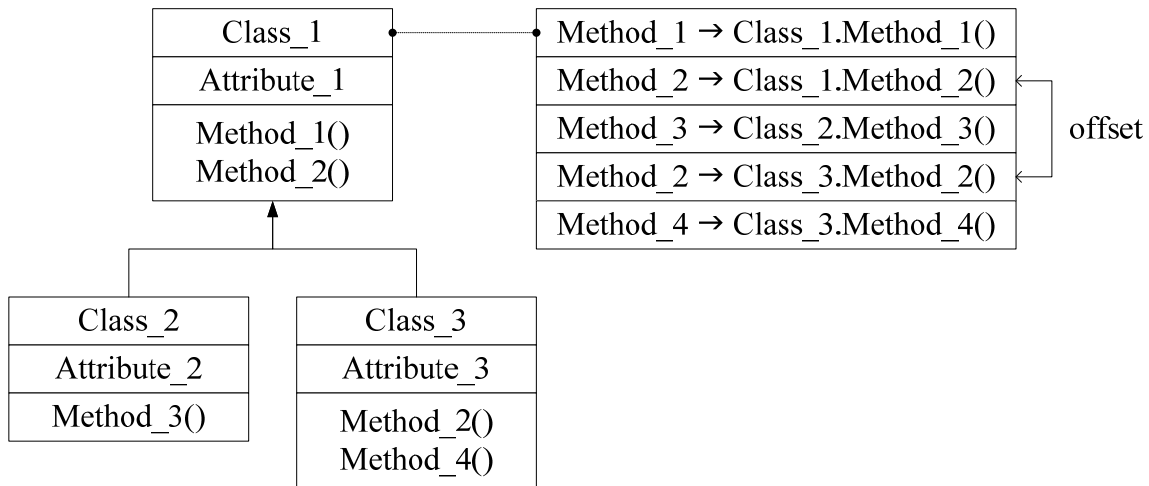 Class_1
Attribute_1
Method_1()
Method_2()
Method_1 → Class_1.Method_1()
Method_2 → Class_1.Method_2()
Method_3 → Class_2.Method_3()
Method_2 → Class_3.Method_2()
Method_4 → Class_3.Method_4()
offset
Class_2
Attribute_2
Method_3()
Class_3
Attribute_3
Method_2()
Method_4()